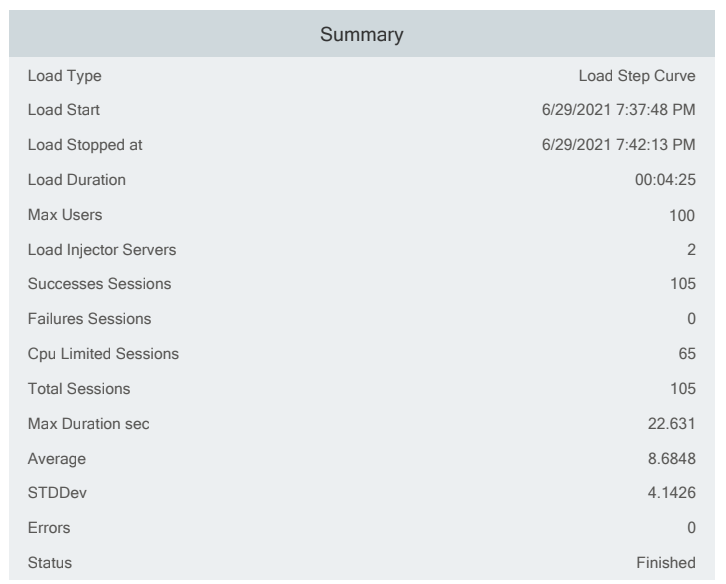 Summary
Load Type Load Step Curve
Load Start 6/29/2021 7:37:48 PM
Load Stopped at 6/29/2021 7:42:13 PM
Load Duration 00:04:25
Max Users 100
Load Injector Servers 2
Successes Sessions 105
Failures Sessions 0
Cpu Limited Sessions 65
Total Sessions 105
Max Duration sec 22.631
Average 8.6848
STDDev 4.1426
Errors 0
Status Finished